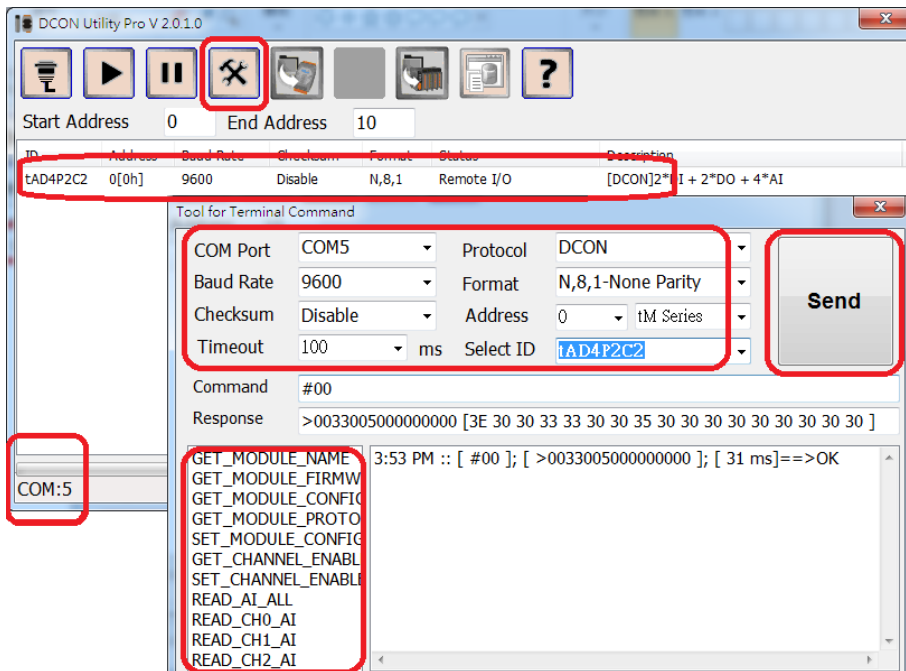 DCON Utility Pro V 2.0.1.0
Start Address 0 End Address 10
ID Address Baud Rate Checksum Format Status Description
tAD4P2C2 0[0h] 9600 Disable N,8,1 Remote I/O [DCON]2*DI + 2*DO + 4*AI
Tool for Terminal Command
COM Port COM5 Protocol DCON
Baud Rate 9600 Format N,8,1-None Parity
Checksum Disable Address 0 tM Series
Timeout 100 ms Select ID tAD4P2C2
Send
Command #00
Response >0033005000000000 [3E 30 30 33 33 30 30 35 30 30 30 30 30 30 30 30 30 ]
GET_MODULE_NAME
GET_MODULE_FIRMW
GET_MODULE_CONFIG
GET_MODULE_PROTO
SET_MODULE_CONFIG
GET_CHANNEL_ENABL
SET_CHANNEL_ENABLE
READ_AI_ALL
READ_CH0_AI
READ_CH1_AI
READ_CH2_AI
3:53 PM :: [ #00 ]; [ >0033005000000000 ]; [ 31 ms]==>OK
COM:5